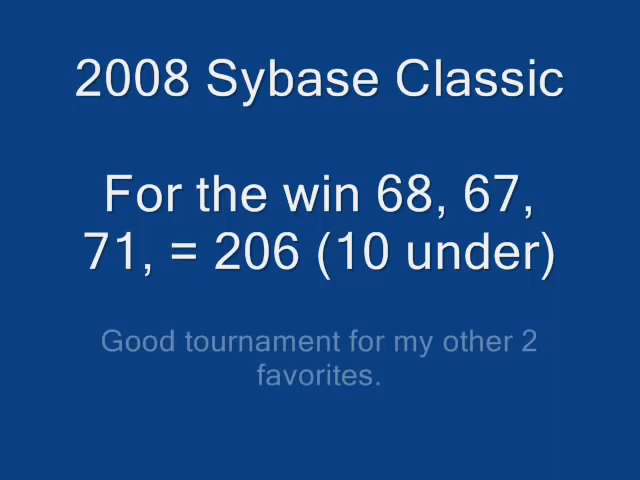 2008 Sybase Classic
For the win 68, 67,
71, = 206 (10 under)
Good tournament for my other 2
favorites.